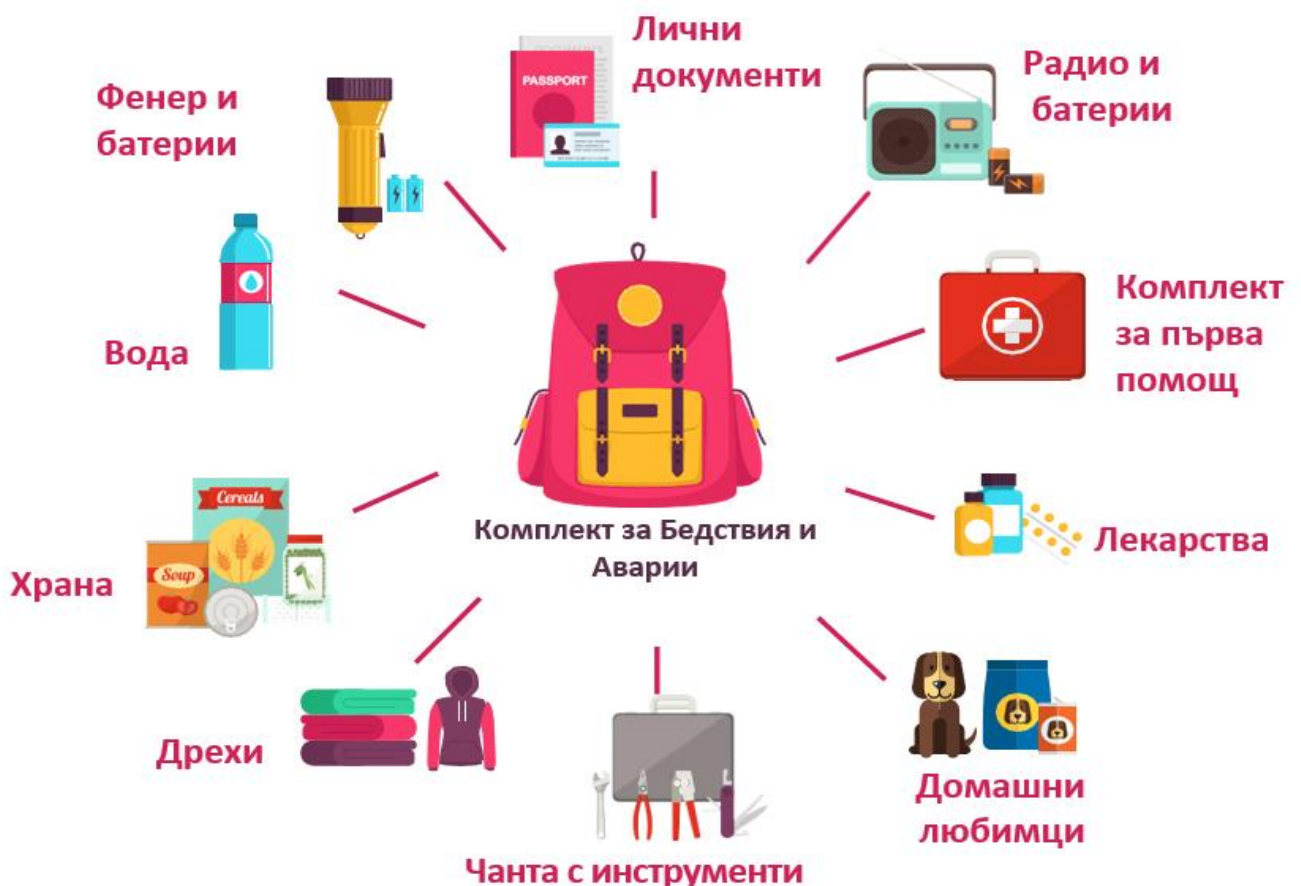 Лични
документи
DOCUMENTS
PASSPORT
Радио и
батерии
Фенер и
батерии
Вода
Комплект
за първа
помощ
Комплект за Бедствия и
Аварии
Cereals
Soup
Храна
Лекарства
Дрехи
Домашни
любимци
Чанта с инструменти